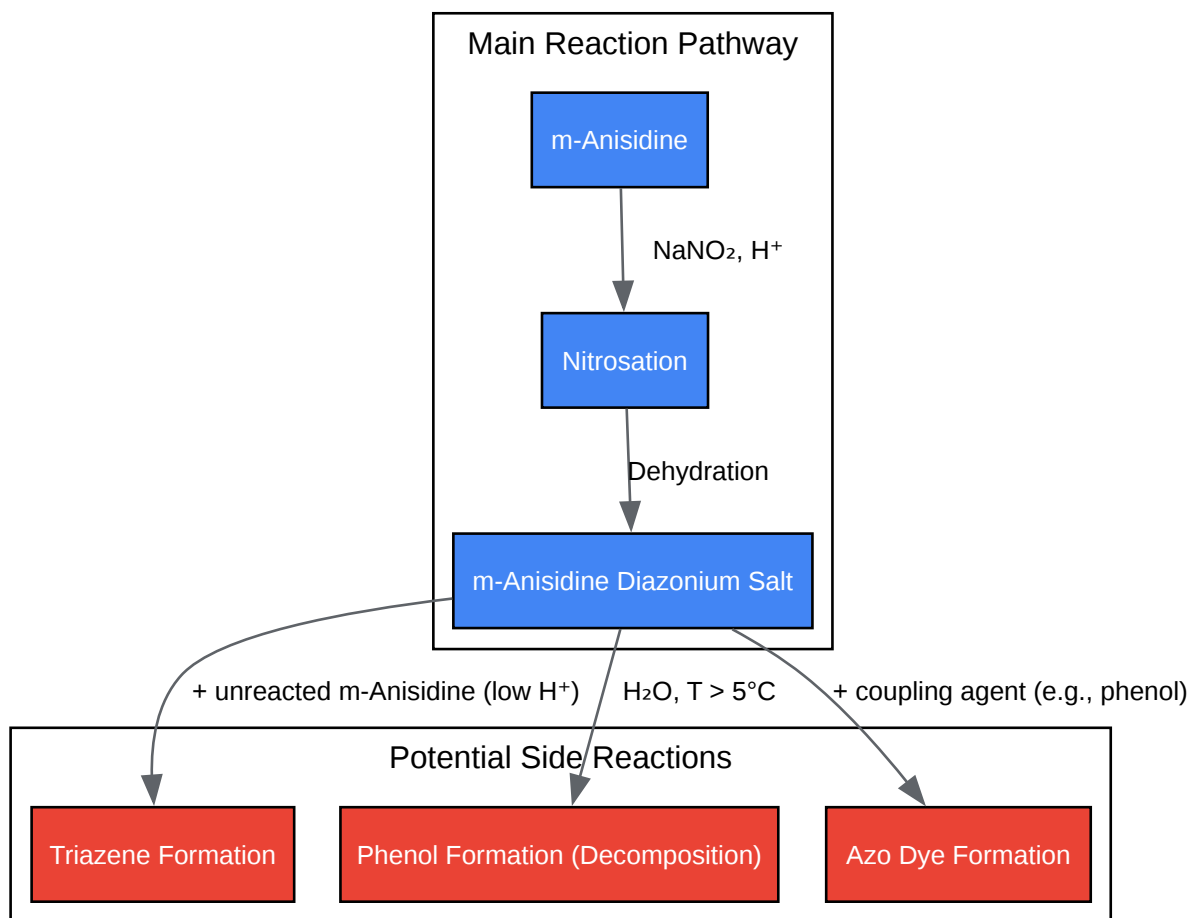 Main Reaction Pathway
m-Anisidine
NaNO₂, H⁺
Nitrosation
Dehydration
m-Anisidine Diazonium Salt
+ unreacted m-Anisidine (low H⁺)
H₂O, T > 5°C
+ coupling agent (e.g., phenol)
Potential Side Reactions
Triazene Formation
Phenol Formation (Decomposition)
Azo Dye Formation